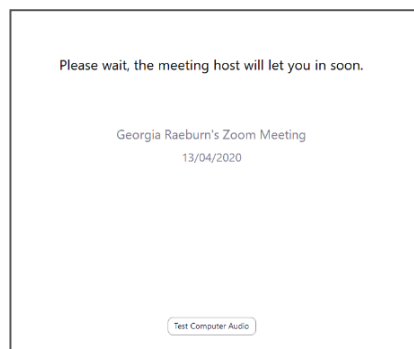 Please wait, the meeting host will let you in soon.
Georgia Raeburn's Zoom Meeting
13/04/2020
Test Computer Audio